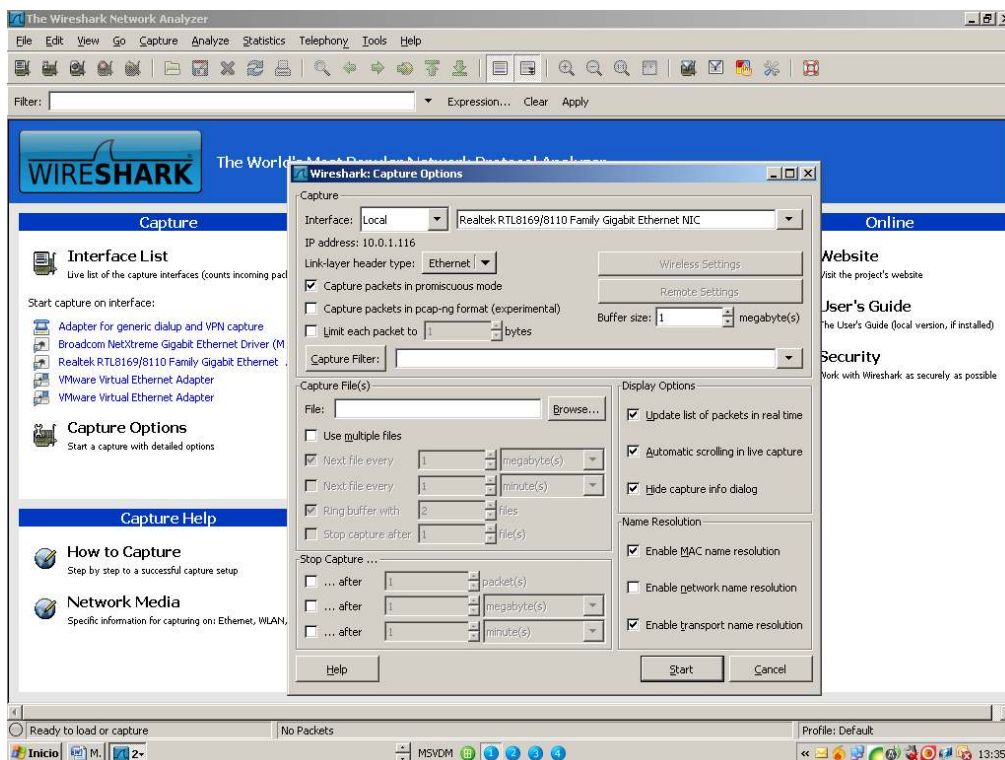 The Wireshark Network Analyzer
File Edit View Go Capture Analyze Statistics Telephony Tools Help
Filter: Expression... Clear Apply
WIRESHARK
The World's Most Popular Network Protocol Analyzer
Capture
Interface List
Live list of the capture interfaces (counts incoming pac
Start capture on interface:
Adapter for generic dialup and VPN capture
Broadcom NetXtreme Gigabit Ethernet Driver (M
Realtek RTL8169/8110 Family Gigabit Ethernet
VMware Virtual Ethernet Adapter
VMware Virtual Ethernet Adapter
Capture Options
Start a capture with detailed options
Capture Help
How to Capture
Step by step to a successful capture setup
Network Media
Specific information for capturing on: Ethernet, WLAN,
Wireshark: Capture Options
Capture
Interface: Local Realtek RTL8169/8110 Family Gigabit Ethernet NIC
IP address: 10.0.1.116
Link-layer header type: Ethernet
Wireless Settings
Capture packets in promiscuous mode
Remote Settings
Capture packets in pcap-ng format (experimental)
Buffer size: 1 megabyte(s)
Limit each packet to 1 bytes
Capture Filter:
Capture File(s)
File: Browse...
Use multiple files
Next file every 1 megabyte(s)
Next file every 1 minute(s)
Ring buffer with 2 files
Stop capture after 1 file(s)
Stop Capture ...
... after 1 packet(s)
... after 1 megabyte(s)
... after 1 minute(s)
Display Options
Update list of packets in real time
Automatic scrolling in live capture
Hide capture info dialog
Name Resolution
Enable MAC name resolution
Enable network name resolution
Enable transport name resolution
Help Start Cancel
Online
Website
Visit the project's website
User's Guide
The User's Guide (local version, if installed)
Security
Work with Wireshark as securely as possible
Ready to load or capture No Packets Profile: Default
Inicio M. 2 MSVDM 1 2 3 4 13:35